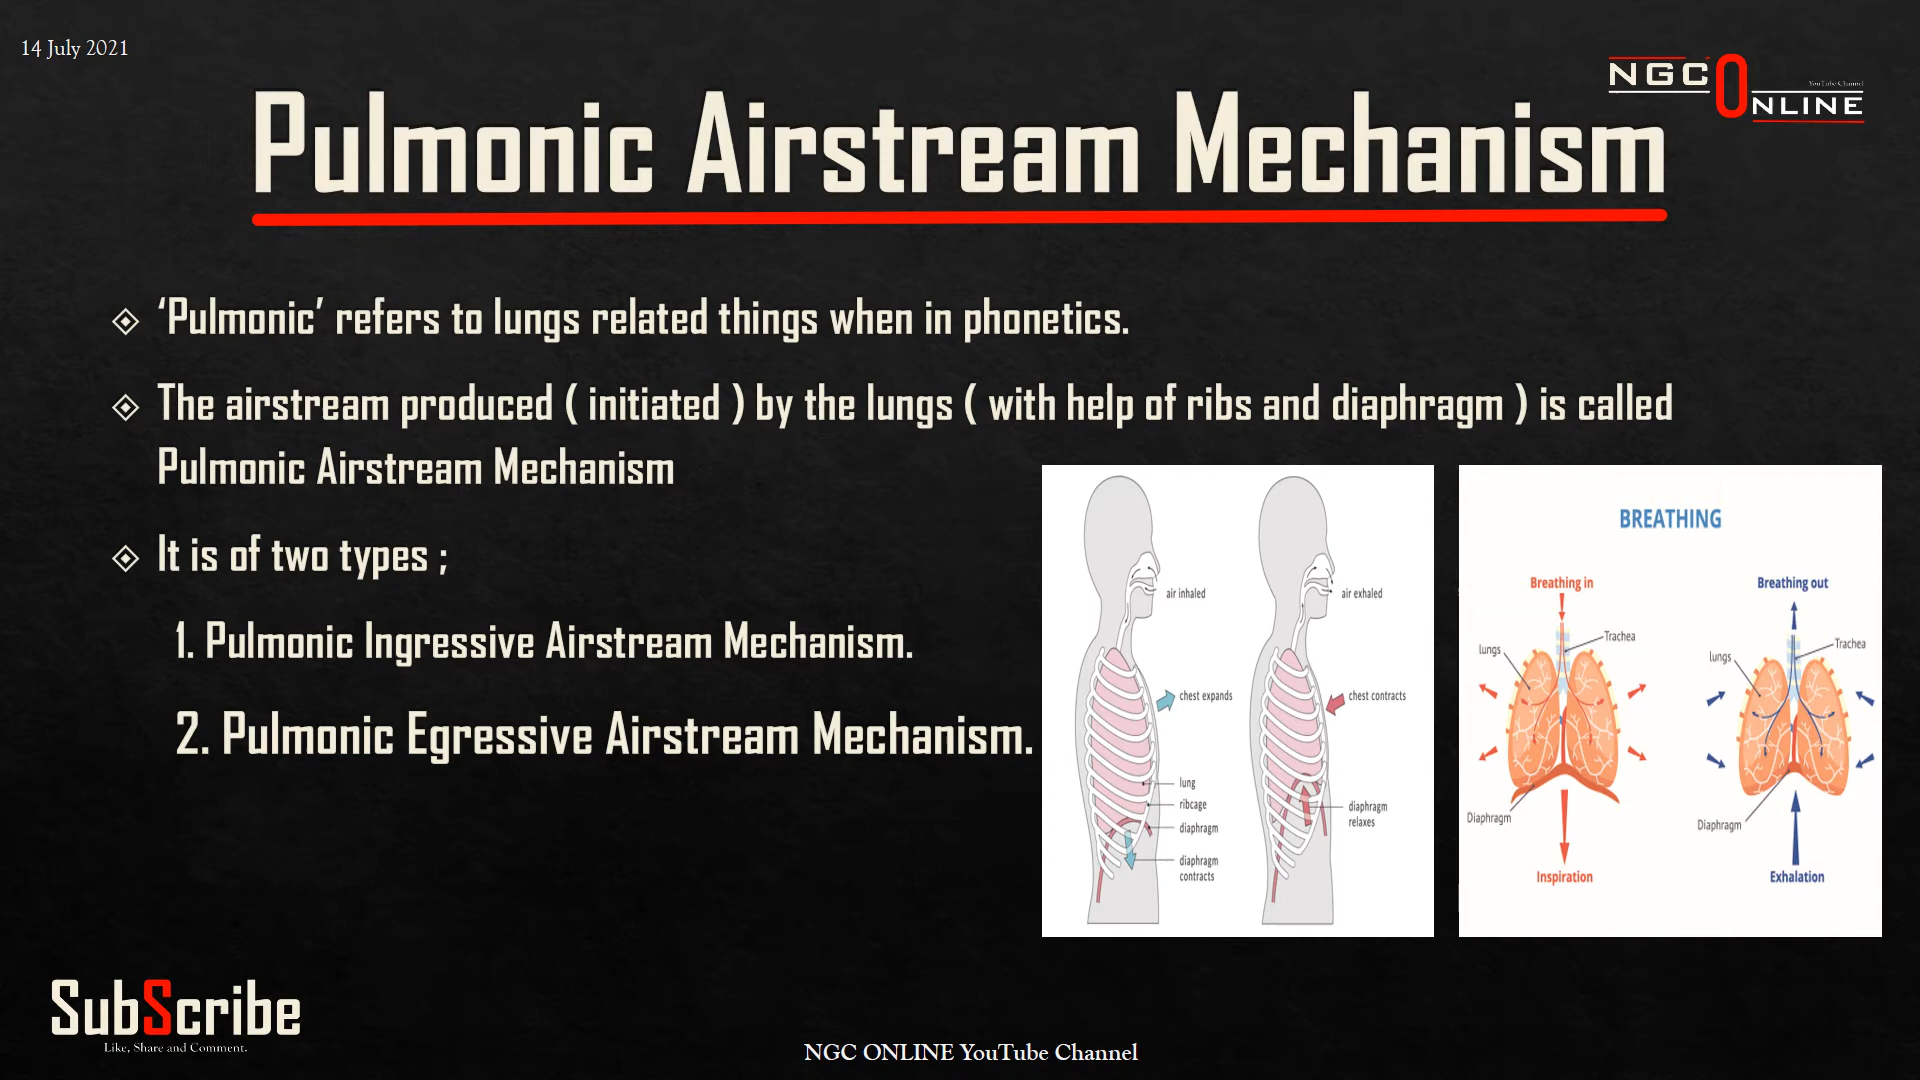 14 July 2021
NGC ONLINE
YouTube Channel
Pulmonic Airstream Mechanism
‘Pulmonic’ refers to lungs related things when in phonetics.
The airstream produced ( initiated ) by the lungs ( with help of ribs and diaphragm ) is called
Pulmonic Airstream Mechanism
It is of two types ;
1. Pulmonic Ingressive Airstream Mechanism.
2. Pulmonic Egressive Airstream Mechanism.
air inhaled
chest expands
lung
ribcage
diaphragm
diaphragm
contracts
air exhaled
chest contracts
diaphragm
relaxes
BREATHING
Breathing in
Trachea
lungs
Diaphragm
Inspiration
Breathing out
Trachea
lungs
Diaphragm
Exhalation
SubScribe
Like, Share and Comment.
NGC ONLINE YouTube Channel